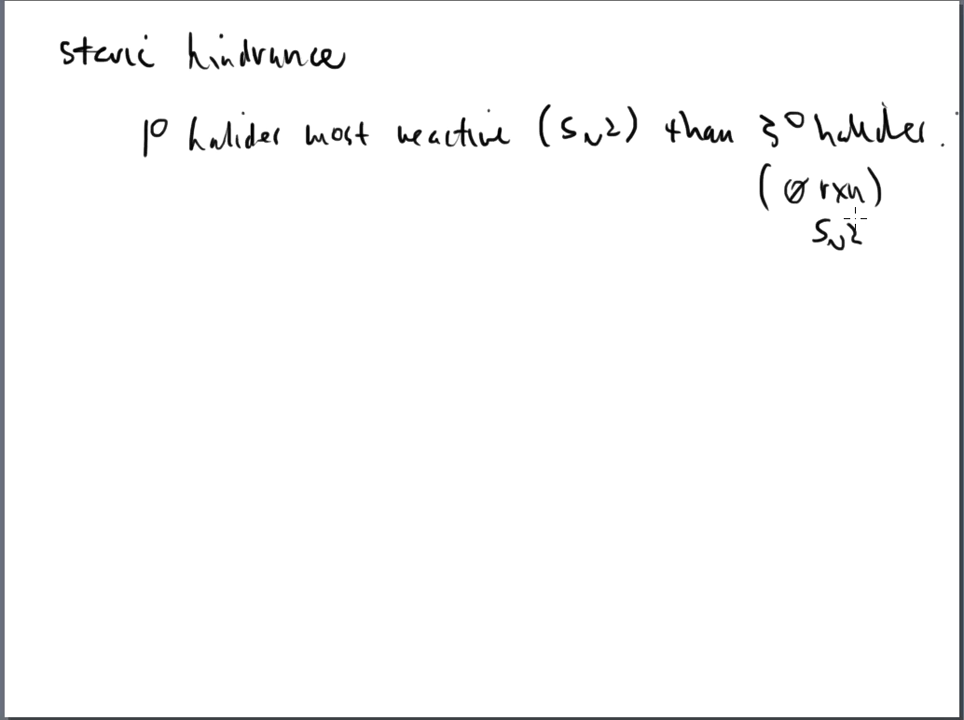 steric hindrance
1° halides most reactive (SN2) than 3° halides.
(∅ rxn)
SN2